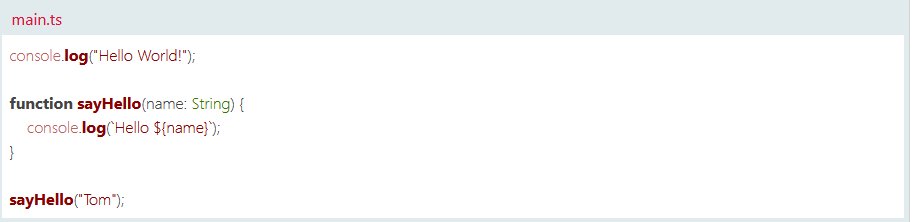 main.ts
console.log("Hello World!");
function sayHello(name: String) {
console.log(`Hello ${name}`);
}
sayHello("Tom");